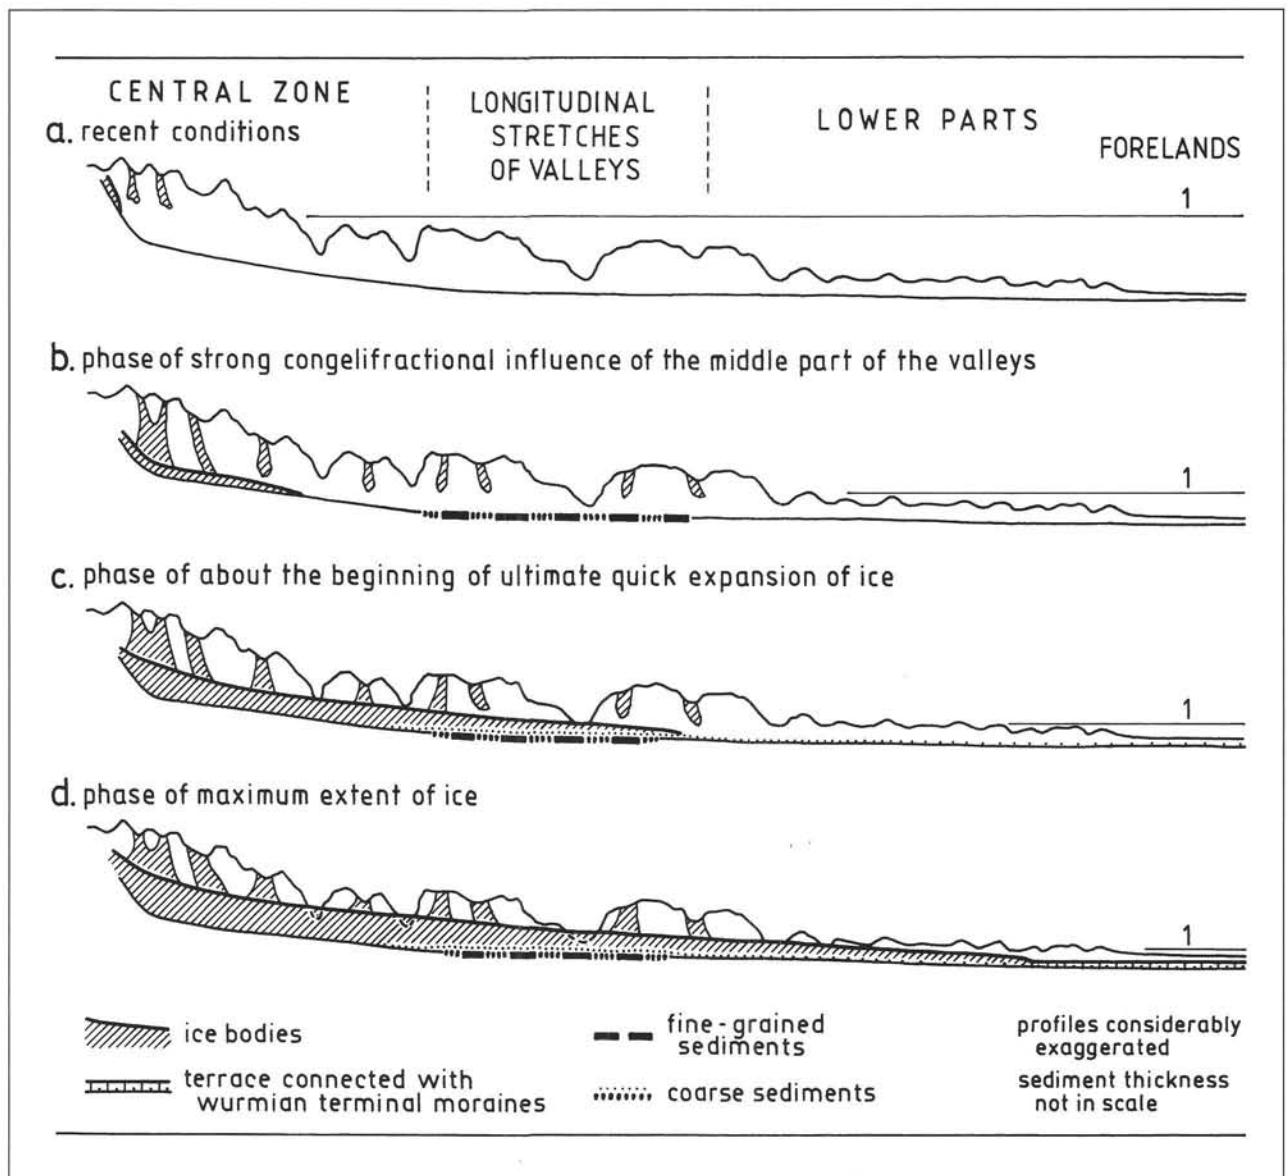 CENTRAL ZONE
LONGITUDINAL
STRETCHES
OF VALLEYS
LOWER PARTS
FORELANDS
a. recent conditions
1
b. phase of strong congelifractional influence of the middle part of the valleys
1
c. phase of about the beginning of ultimate quick expansion of ice
1
d. phase of maximum extent of ice
1
ice bodies
terrace connected with
wurmian terminal moraines
fine-grained
sediments
coarse sediments
profiles considerably
exaggerated
sediment thickness
not in scale